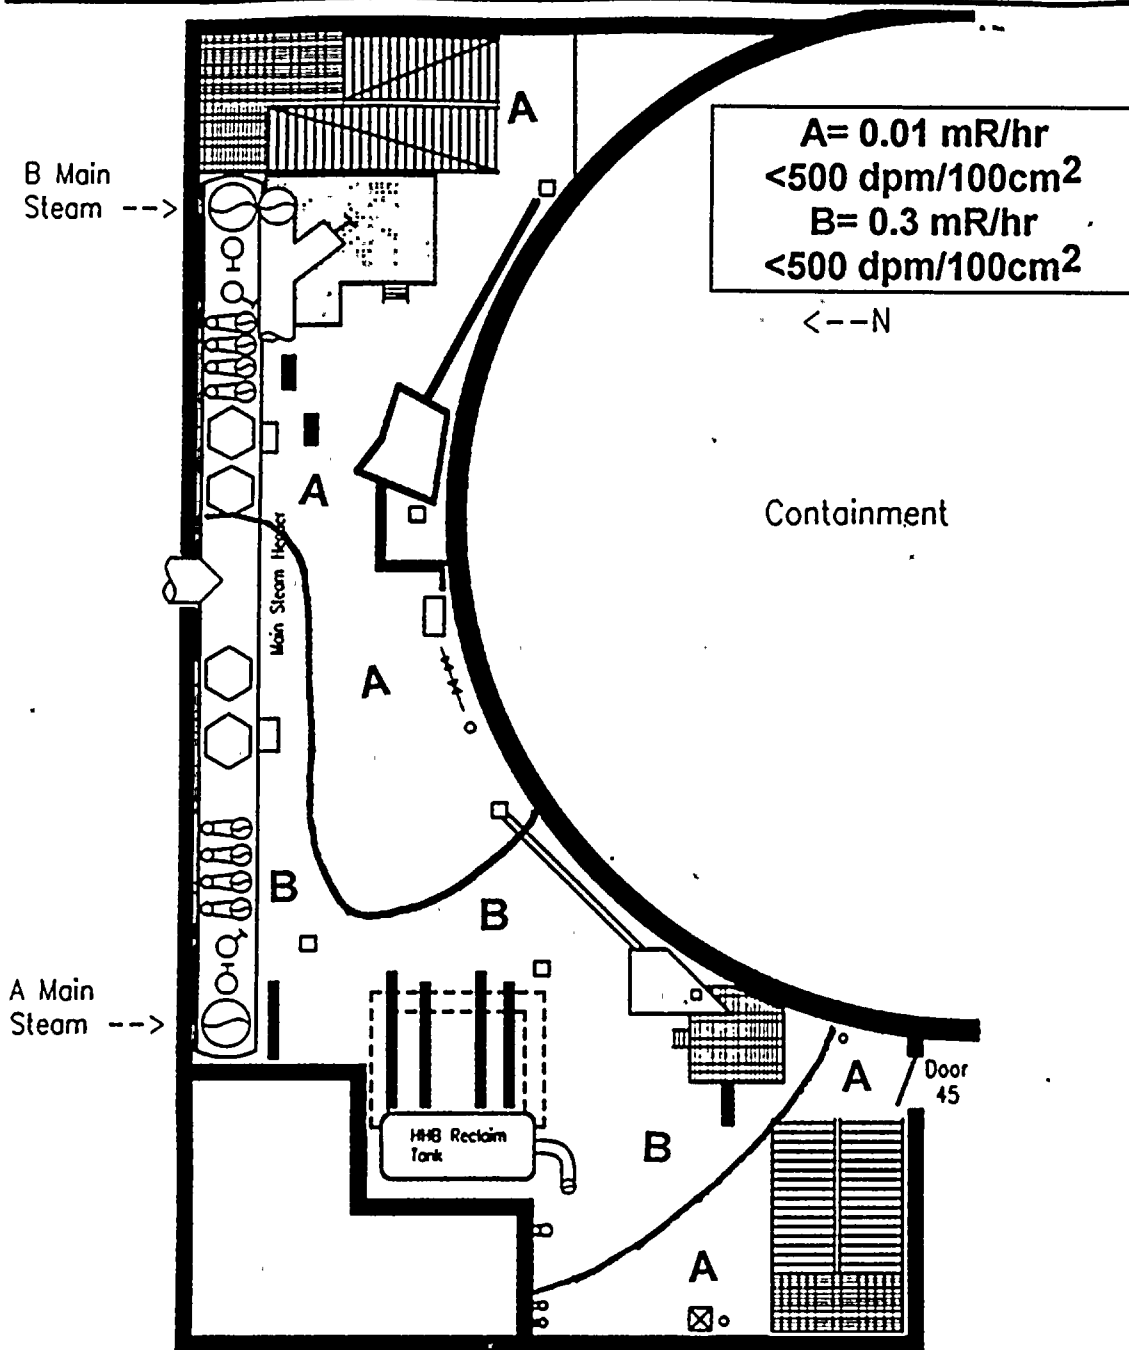 A
A= 0.01 mR/hr
<500 dpm/100cm2
B= 0.3 mR/hr
<500 dpm/100cm2
B Main
Steam -->
<--N
A
Containment
Main Steam Header
A
B
B
A Main
Steam -->
A
Door
45
HHB Reclaim
Tank
B
A